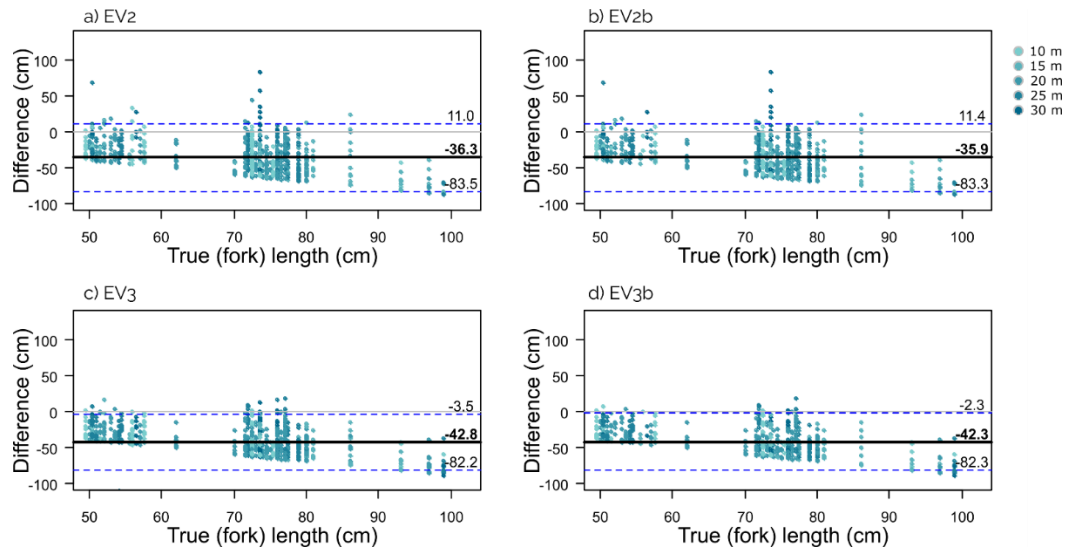 a) EV2
b) EV2b
Difference (cm)
100
50
0
-50
-100
11.0
-36.3
-83.5
50 60 70 80 90 100
True (fork) length (cm)
Difference (cm)
100
50
0
-50
-100
11.4
-35.9
-83.3
50 60 70 80 90 100
True (fork) length (cm)
10 m
15 m
20 m
25 m
30 m
c) EV3
d) EV3b
Difference (cm)
100
50
0
-50
-100
-3.5
-42.8
-82.2
50 60 70 80 90 100
True (fork) length (cm)
Difference (cm)
100
50
0
-50
-100
-2.3
-42.3
-82.3
50 60 70 80 90 100
True (fork) length (cm)